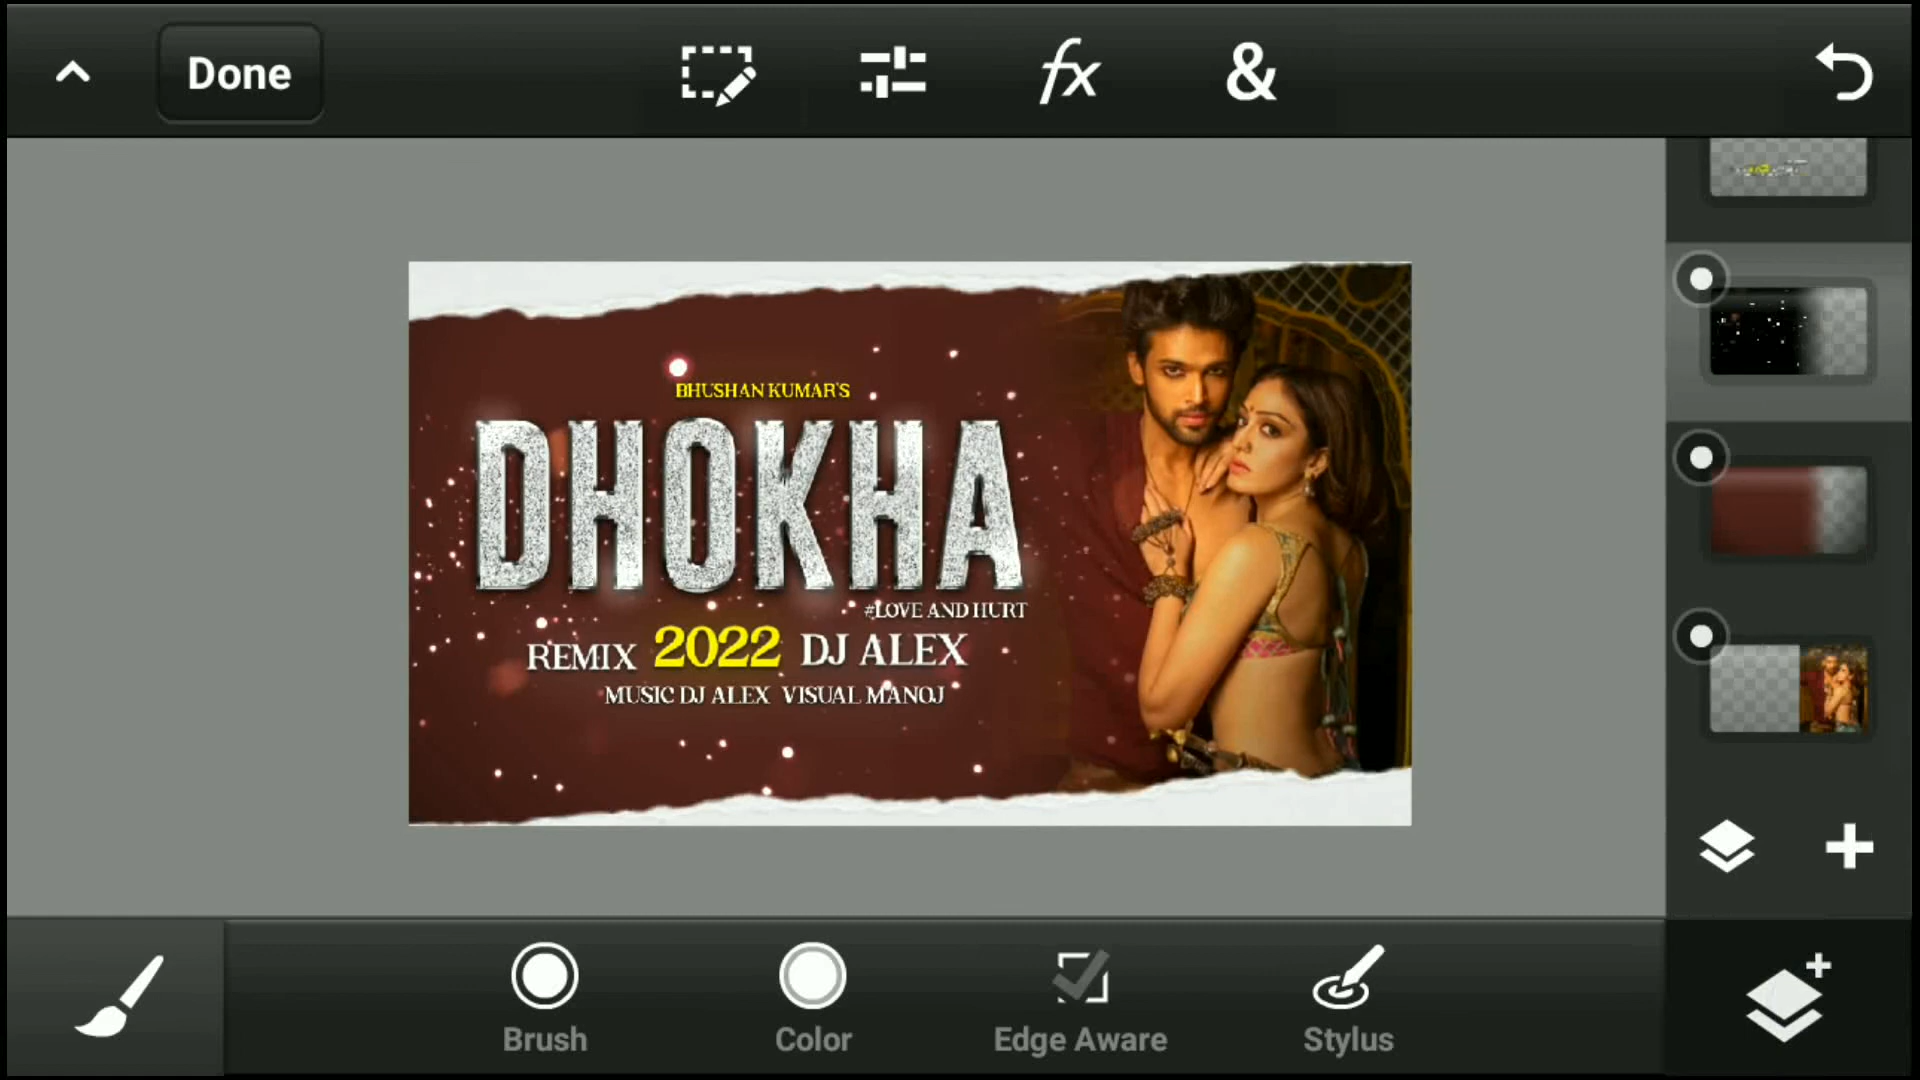 Done
fx
&
BHUSHAN KUMAR'S
DHOKHA
#LOVE AND HURT
REMIX 2022 DJ ALEX
MUSIC DJ ALEX VISUAL MANOJ
Brush
Color
Edge Aware
Stylus